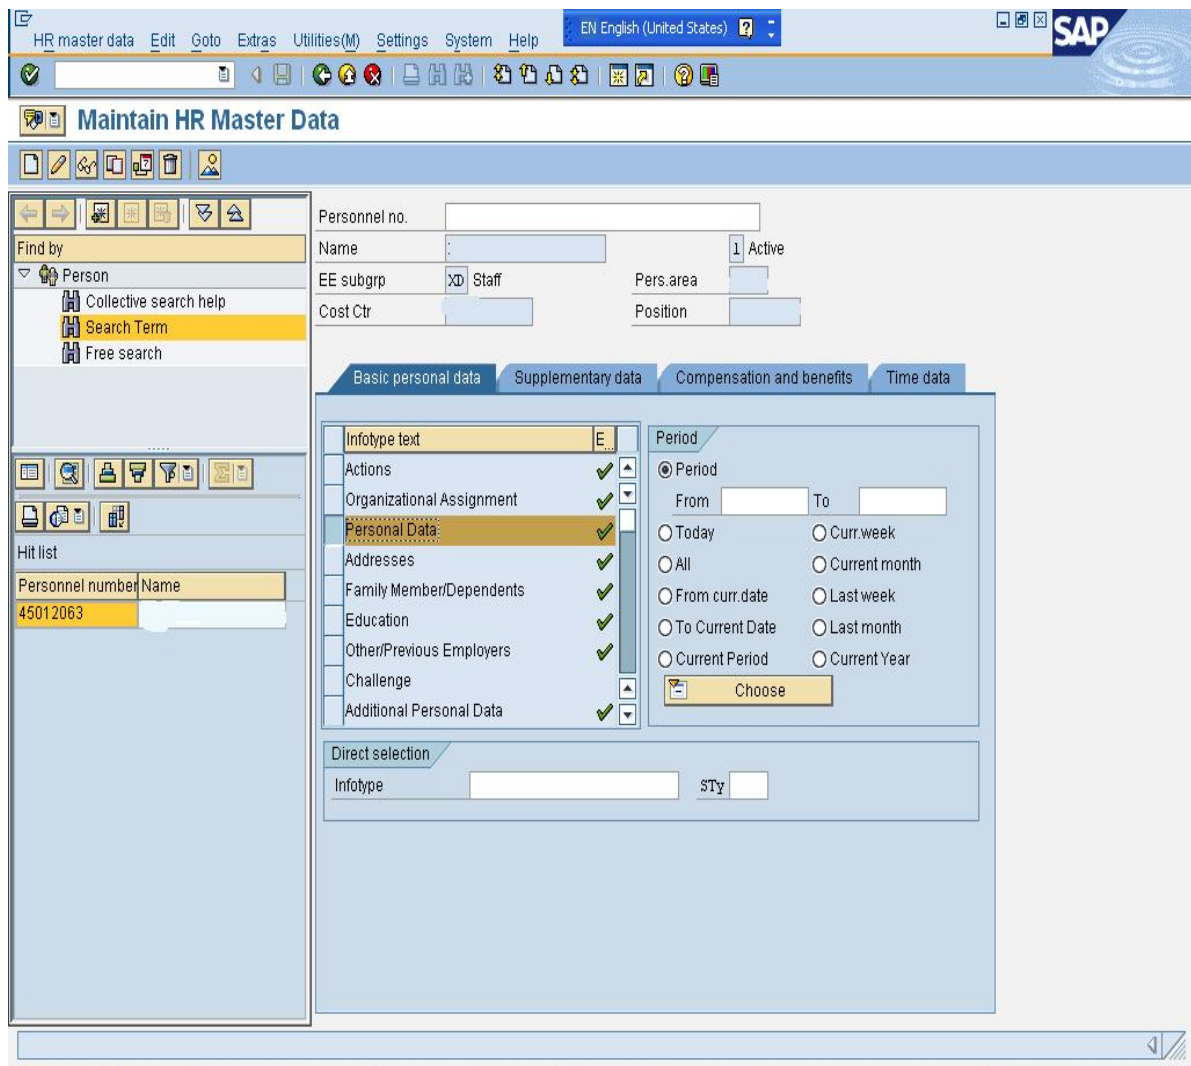 EN English (United States)
HR master data Edit Goto Extras Utilities(M) Settings System Help
SAP
Maintain HR Master Data
Find by
Person
Collective search help
Search Term
Free search
Hit list
Personnel number Name
45012063
Personnel no.
Name : 1 Active
EE subgrp XD Staff Pers.area
Cost Ctr Position
Basic personal data Supplementary data Compensation and benefits Time data
Infotype text E...
Actions
Organizational Assignment
Personal Data
Addresses
Family Member/Dependents
Education
Other/Previous Employers
Challenge
Additional Personal Data
Period
Period
From To
Today Curr.week
All Current month
From curr.date Last week
To Current Date Last month
Current Period Current Year
Choose
Direct selection
Infotype STy